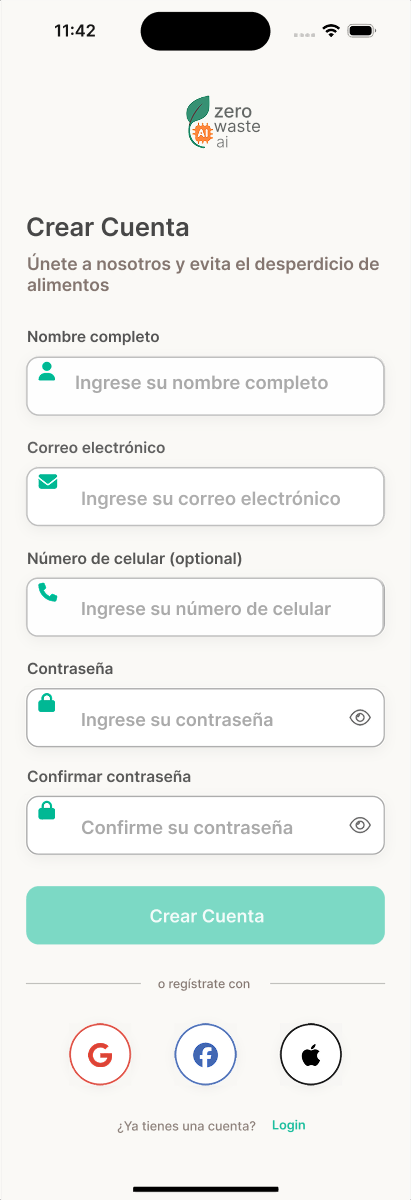 11:42
zero
AI
waste
ai
Crear Cuenta
Únete a nosotros y evita el desperdicio de
alimentos
Nombre completo
Ingrese su nombre completo
Correo electrónico
Ingrese su correo electrónico
Número de celular (optional)
Ingrese su número de celular
Contraseña
Ingrese su contraseña
Confirmar contraseña
Confirme su contraseña
Crear Cuenta
o regístrate con
¿Ya tienes una cuenta? Login